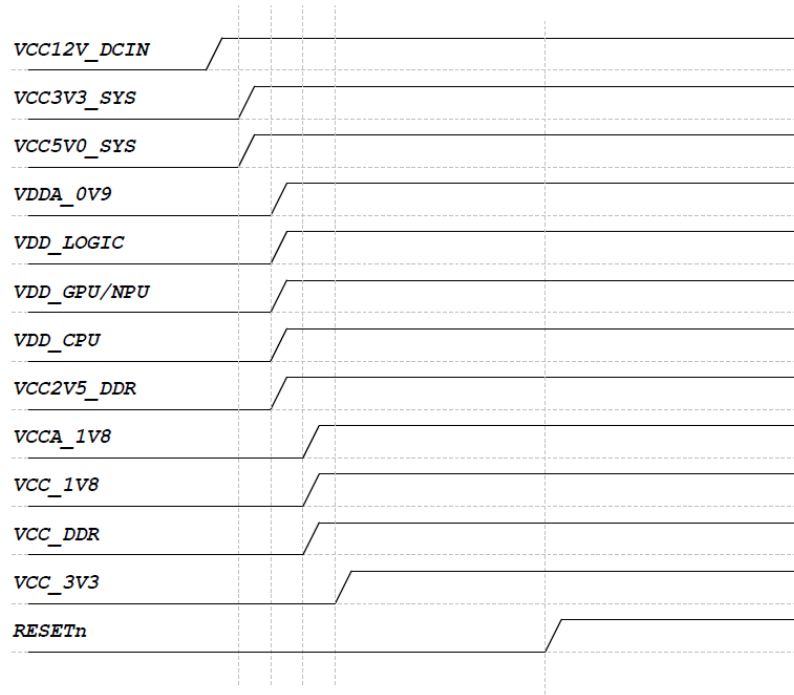 VCC12V_DCIN
VCC3V3_SYS
VCC5V0_SYS
VDDA_0V9
VDD_LOGIC
VDD_GPU/NPU
VDD_CPU
VCC2V5_DDR
VCCA_1V8
VCC_1V8
VCC_DDR
VCC_3V3
RESETn